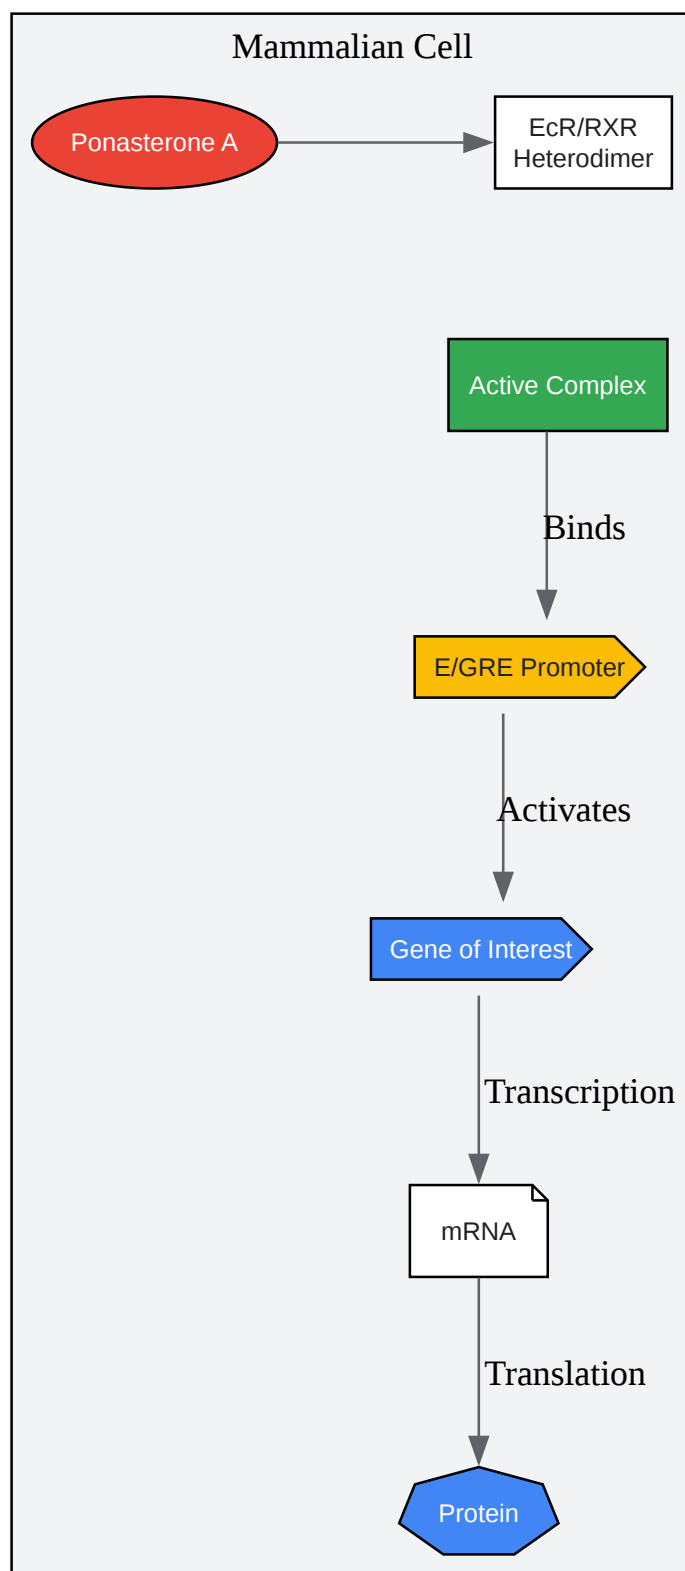 Mammalian Cell
Ponasterone A
EcR/RXR
Heterodimer
Active Complex
Binds
E/GRE Promoter
Activates
Gene of Interest
Transcription
mRNA
Translation
Protein